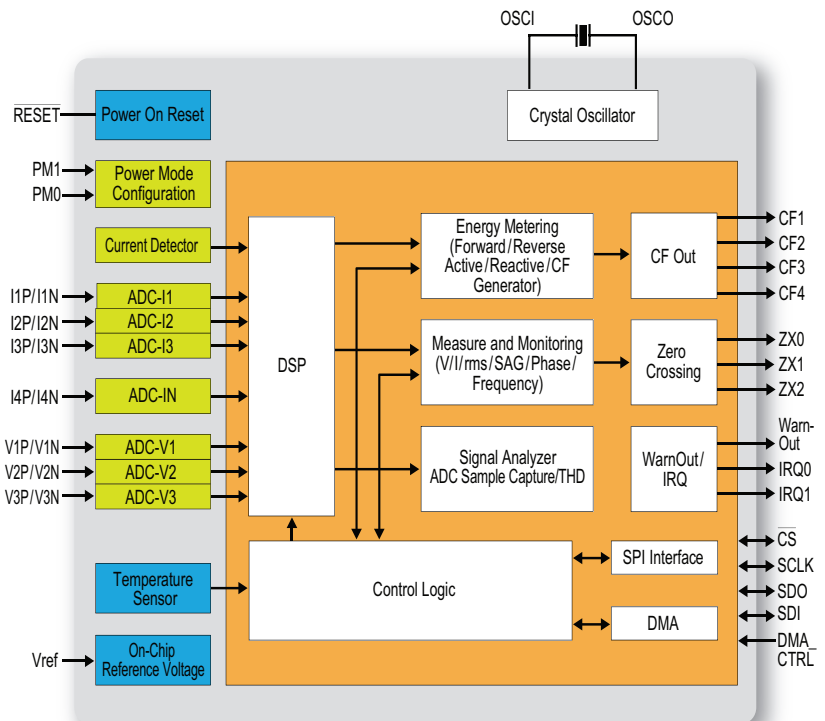 OSCI
OSCO
Crystal Oscillator
RESET
Power On Reset
PM1
PM0
Power Mode
Configuration
Current Detector
I1P/I1N
ADC-I1
I2P/I2N
ADC-I2
I3P/I3N
ADC-I3
I4P/I4N
ADC-IN
V1P/V1N
ADC-V1
V2P/V2N
ADC-V2
V3P/V3N
ADC-V3
Temperature
Sensor
Vref
On-Chip
Reference Voltage
DSP
Energy Metering
(Forward/Reverse
Active/Reactive/CF
Generator)
CF Out
CF1
CF2
CF3
CF4
Measure and Monitoring
(V/I/rms/SAG/Phase/
Frequency)
Zero
Crossing
ZX0
ZX1
ZX2
Signal Analyzer
ADC Sample Capture/THD
WarnOut/
IRQ
Warn-
Out
IRQ0
IRQ1
Control Logic
SPI Interface
DMA
CS
SCLK
SDO
SDI
DMA_
CTRL